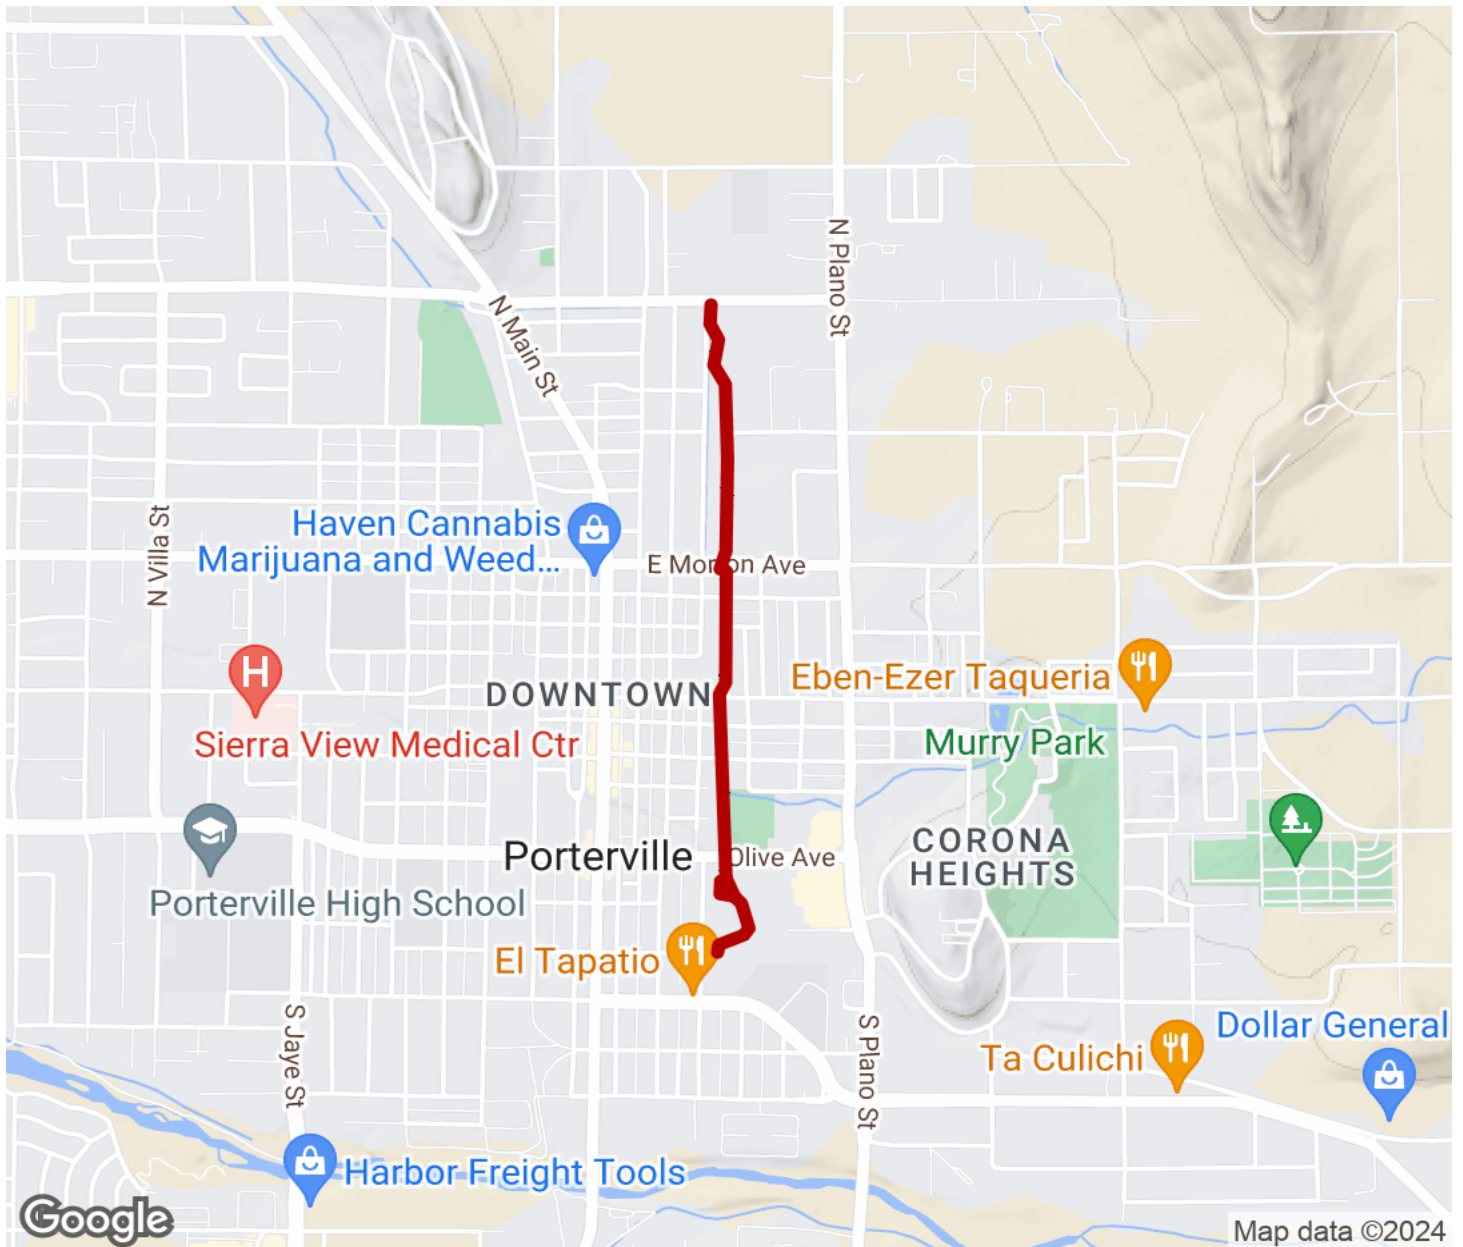 N Plano St
N Main St
Haven Cannabis
Marijuana and Weed...
E Morton Ave
N Villa St
H
Eben-Ezer Taqueria
DOWNTOWN
Murry Park
Sierra View Medical Ctr
CORONA
HEIGHTS
Porterville
Olive Ave
Porterville High School
El Tapatio
S Jaye St
S Plano St
Ta Culichi
Dollar General
Harbor Freight Tools
Google
Map data ©2024